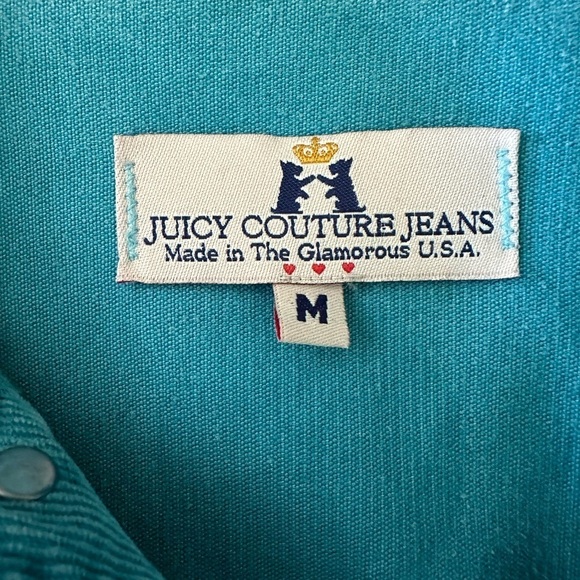 JUICY COUTURE JEANS
Made in The Glamorous U.S.A.
M